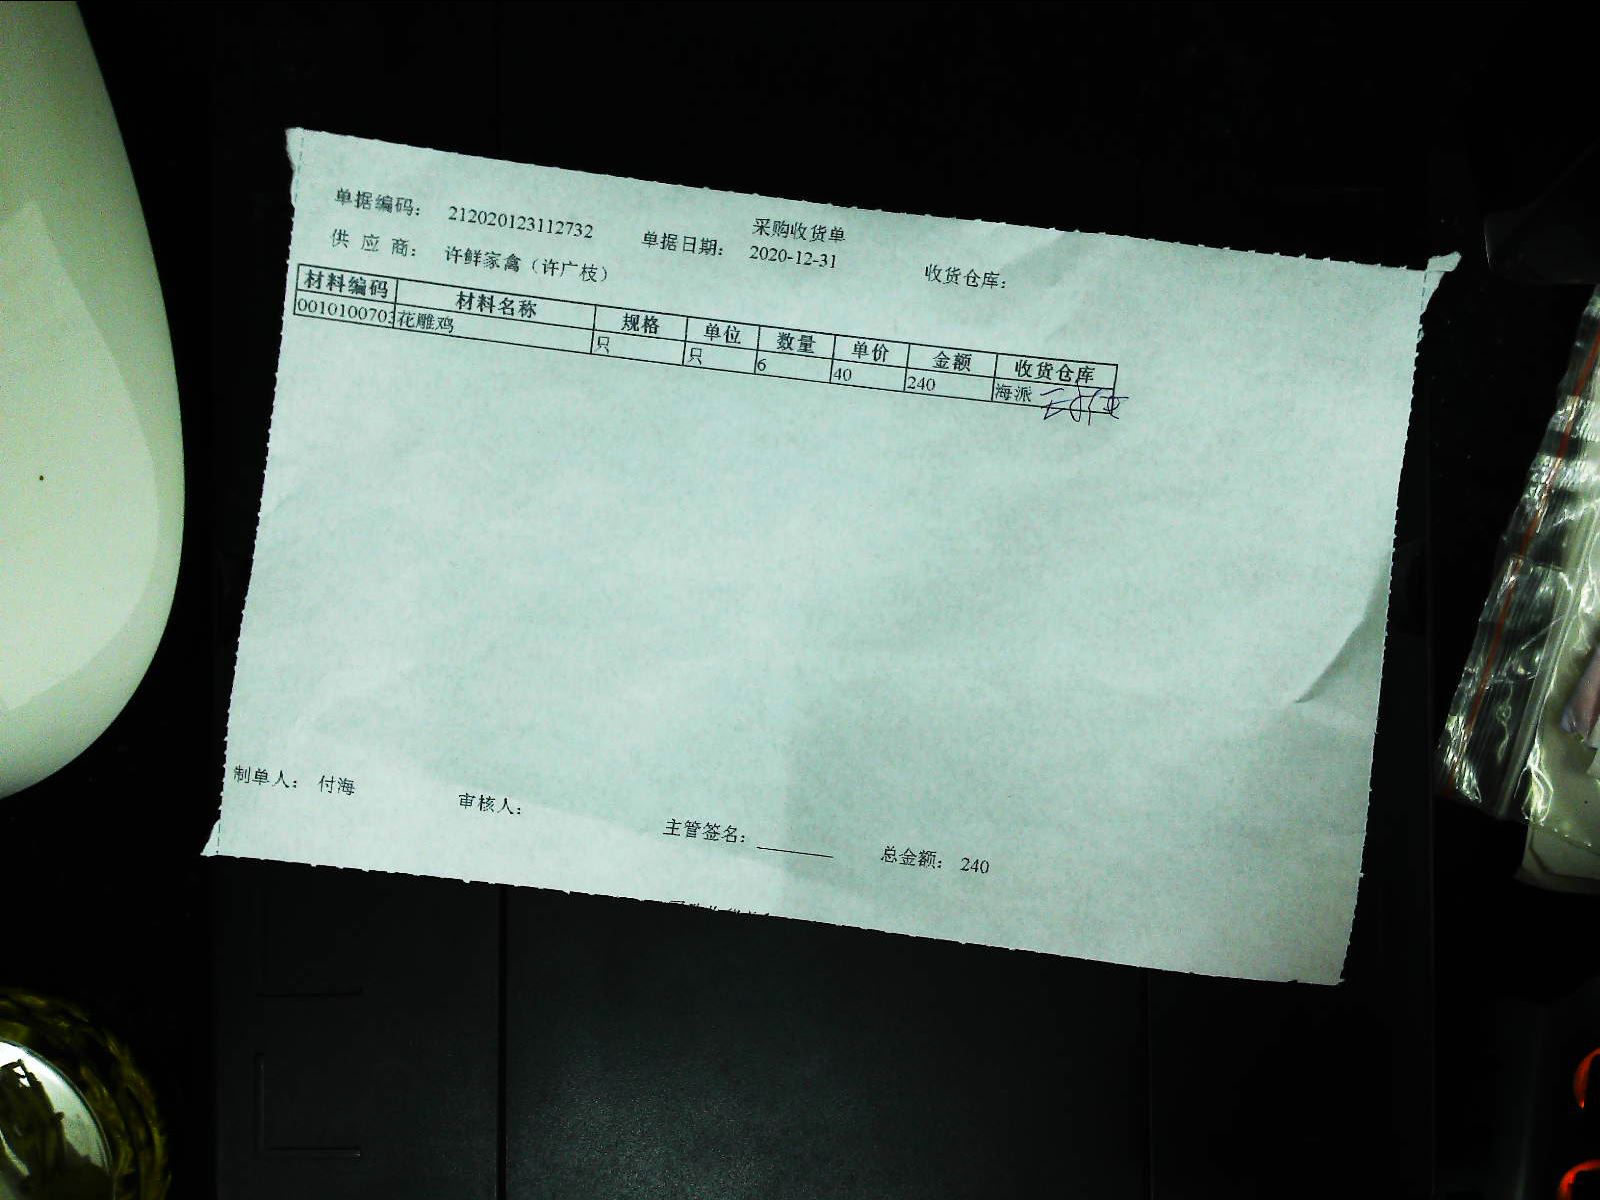 采购收货单
单据编码： 212020123112732 单据日期： 2020-12-31 收货仓库：
供 应 商： 许鲜家禽（许广枝）
材料编码 材料名称 规格 单位 数量 单价 金额 收货仓库
0010100703 花雕鸡 只 只 6 40 240 海派
制单人： 付海 审核人： 主管签名： 总金额： 240